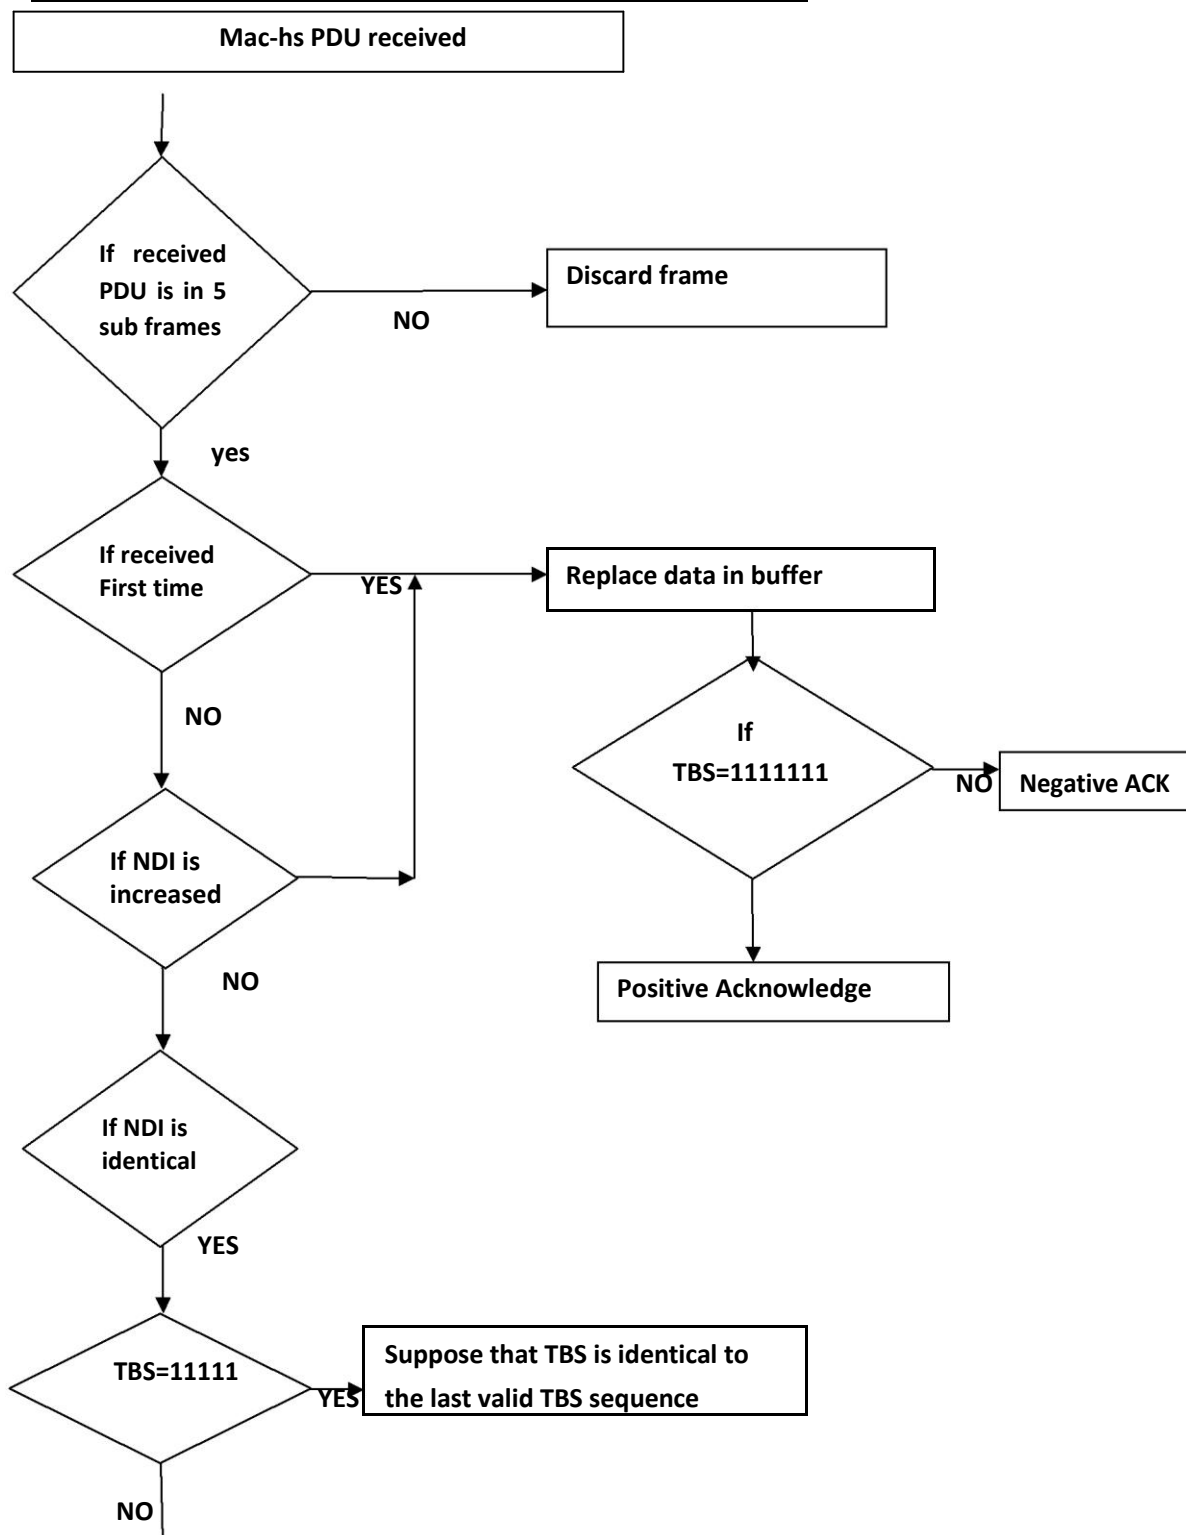 Mac-hs PDU received
If received
PDU is in 5
sub frames
Discard frame
NO
yes
If received
First time
YES
Replace data in buffer
NO
If
TBS=1111111
NO
Negative ACK
If NDI is
increased
NO
Positive Acknowledge
If NDI is
identical
YES
TBS=11111
YES
Suppose that TBS is identical to
the last valid TBS sequence
NO